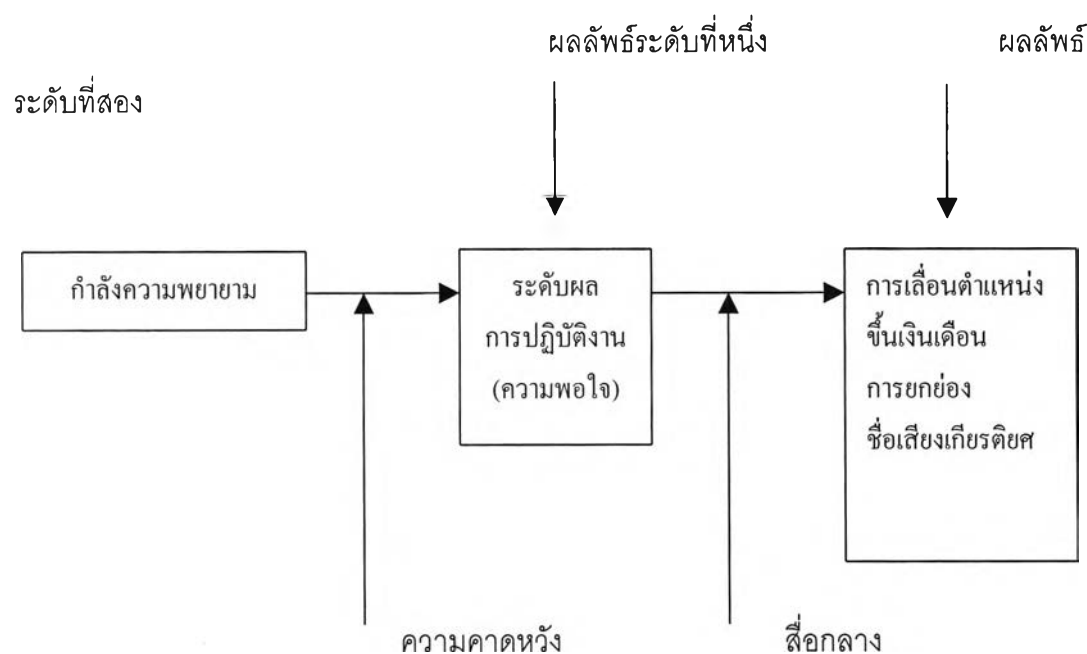 ผลลัพธ์ระดับที่หนึ่ง ผลลัพธ์
ระดับที่สอง
กำลังความพยายาม
ระดับผล
การปฏิบัติงาน
(ความพอใจ)
การเลื่อนตำแหน่ง
ขึ้นเงินเดือน
การยกย่อง
ชื่อเสียงเกียรติยศ
ความคาดหวัง
สื่อกลาง